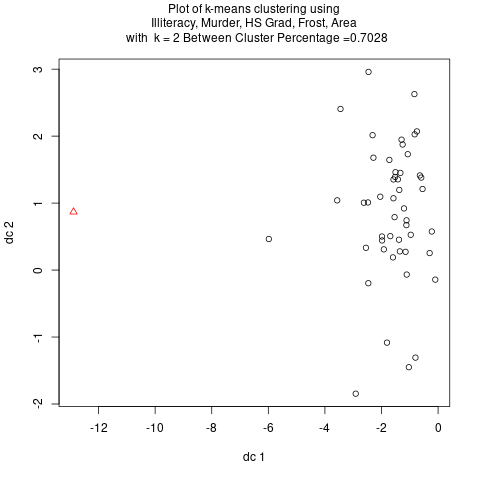 Plot of k-means clustering using
Illiteracy, Murder, HS Grad, Frost, Area
with k = 2 Between Cluster Percentage =0.7028
3
2
1
0
-1
-2
dc 2
-12 -10 -8 -6 -4 -2 0
dc 1